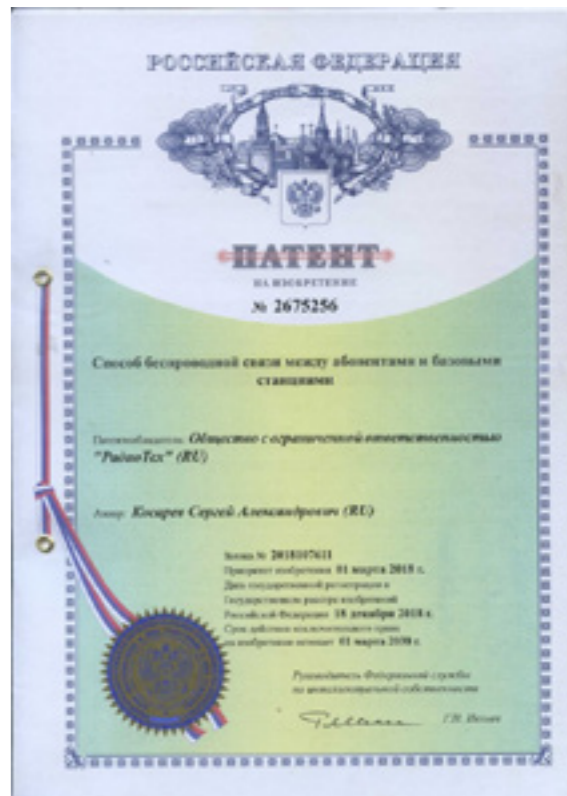 РОССИЙСКАЯ ФЕДЕРАЦИЯ
ПАТЕНТ
НА ИЗОБРЕТЕНИЕ
№ 2675256
Способ беспроводной связи между абонентами и базовыми
станциями
Патентообладатель: Общество с ограниченной ответственностью
"РадиоТех" (RU)
Автор: Косарев Сергей Александрович (RU)
Заявка № 2018107611
Приоритет изобретения 01 марта 2018 г.
Дата государственной регистрации в
Государственном реестре изобретений
Российской Федерации 18 декабря 2018 г.
Срок действия исключительного права
на изобретение истекает 01 марта 2038 г.
Руководитель Федеральной службы
по интеллектуальной собственности
Г.П. Ивлиев